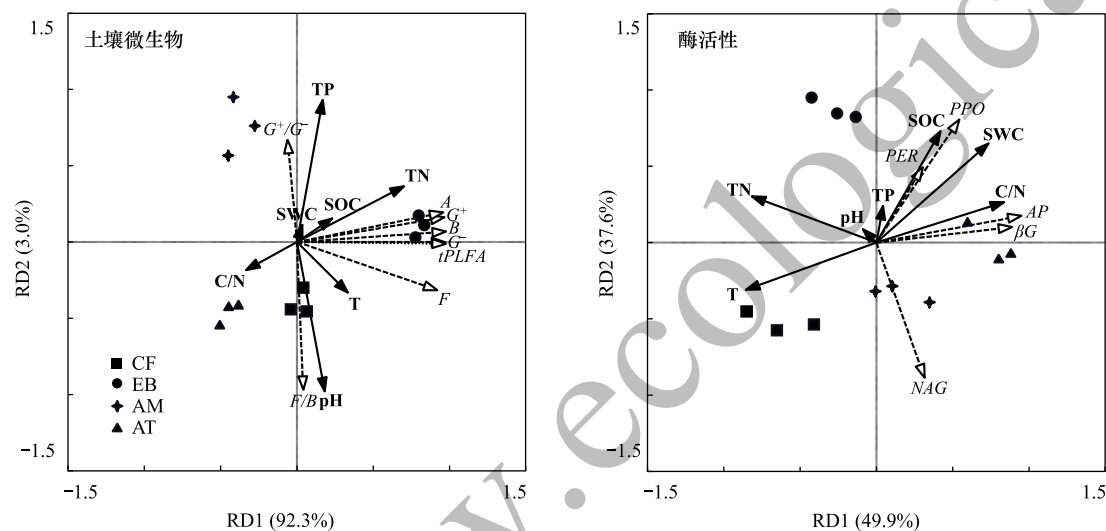 1.5
土壤微生物
TP
G⁺/G⁻
TN
A
SOC
SWC
G⁺
B
G⁻
tPLFA
C/N
T
F
F/B
pH
CF
EB
AM
AT
RD2 (3.0%)
−1.5
−1.5
1.5
RD1 (92.3%)
1.5
酶活性
PPO
SOC
SWC
PER
TN
TP
C/N
pH
AP
βG
T
NAG
RD2 (37.6%)
−1.5
−1.5
1.5
RD1 (49.9%)
y.ecologic